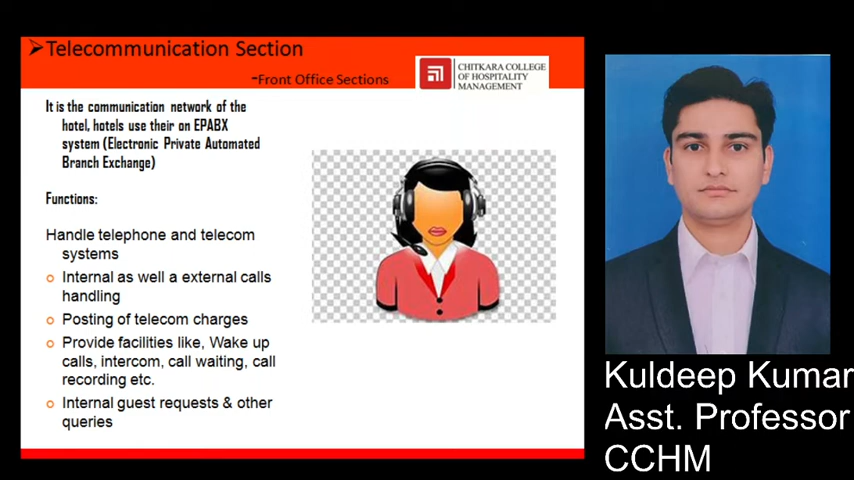 ➢Telecommunication Section
-Front Office Sections
CHITKARA COLLEGE
OF HOSPITALITY
MANAGEMENT
It is the communication network of the
hotel, hotels use their on EPABX
system (Electronic Private Automated
Branch Exchange)
Functions:
Handle telephone and telecom
systems
Internal as well a external calls
handling
Posting of telecom charges
Provide facilities like, Wake up
calls, intercom, call waiting, call
recording etc.
Internal guest requests & other
queries
Kuldeep Kumar
Asst. Professor
CCHM